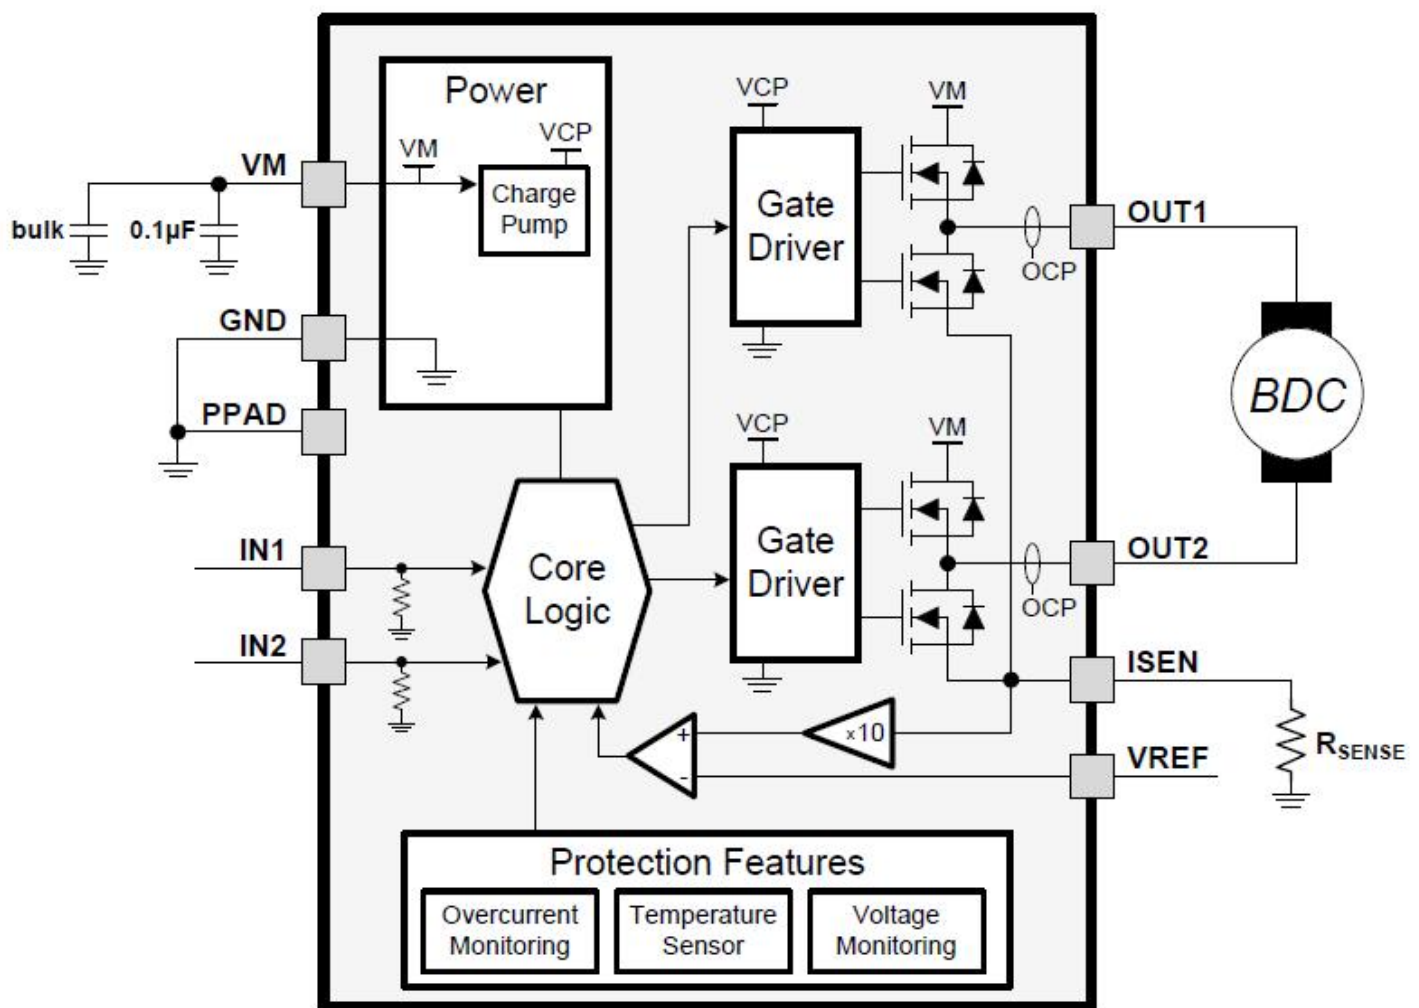 Power
VCP
VM
Charge
Pump
VM
bulk
0.1µF
GND
PPAD
VCP
Gate
Driver
VM
OCP
OUT1
BDC
VCP
Gate
Driver
VM
OCP
OUT2
IN1
IN2
Core
Logic
ISEN
+
-
x10
VREF
RSENSE
Protection Features
Overcurrent
Monitoring
Temperature
Sensor
Voltage
Monitoring